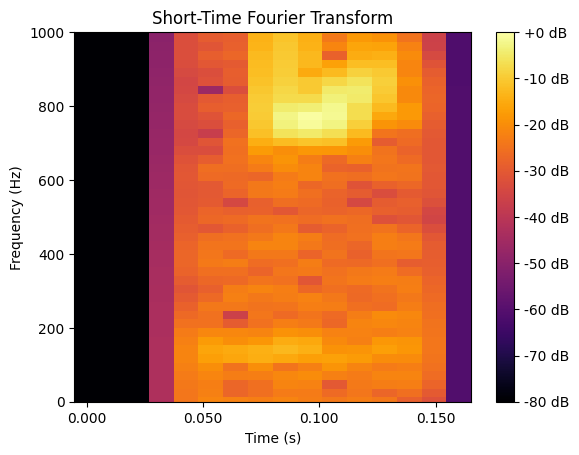 Short-Time Fourier Transform
1000
800
600
400
200
0
Frequency (Hz)
0.000
0.050
0.100
0.150
Time (s)
+0 dB
-10 dB
-20 dB
-30 dB
-40 dB
-50 dB
-60 dB
-70 dB
-80 dB